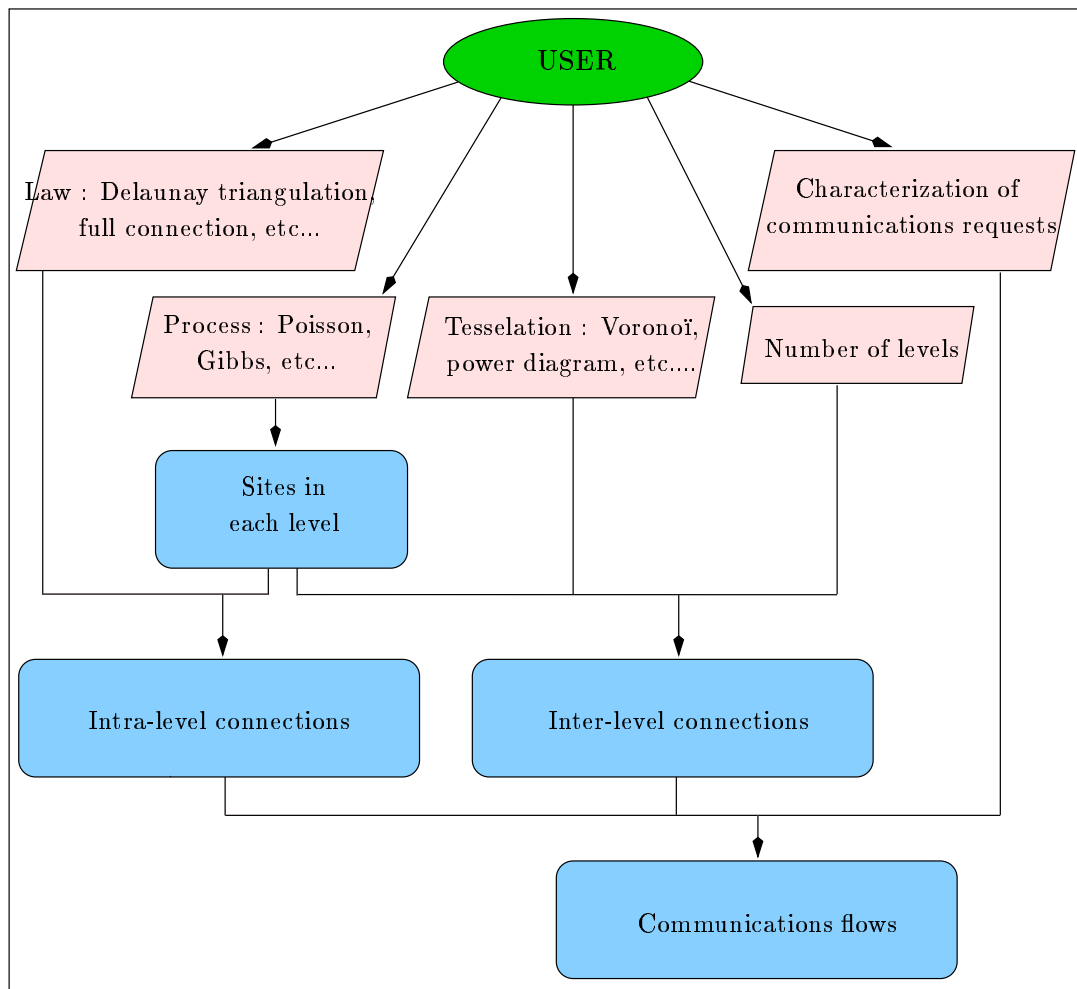 USER
Law : Delaunay triangulation,
full connection, etc...
Characterization of
communications requests
Process : Poisson,
Gibbs, etc...
Tesselation : Voronoï,
power diagram, etc....
Number of levels
Sites in
each level
Intra-level connections
Inter-level connections
Communications flows